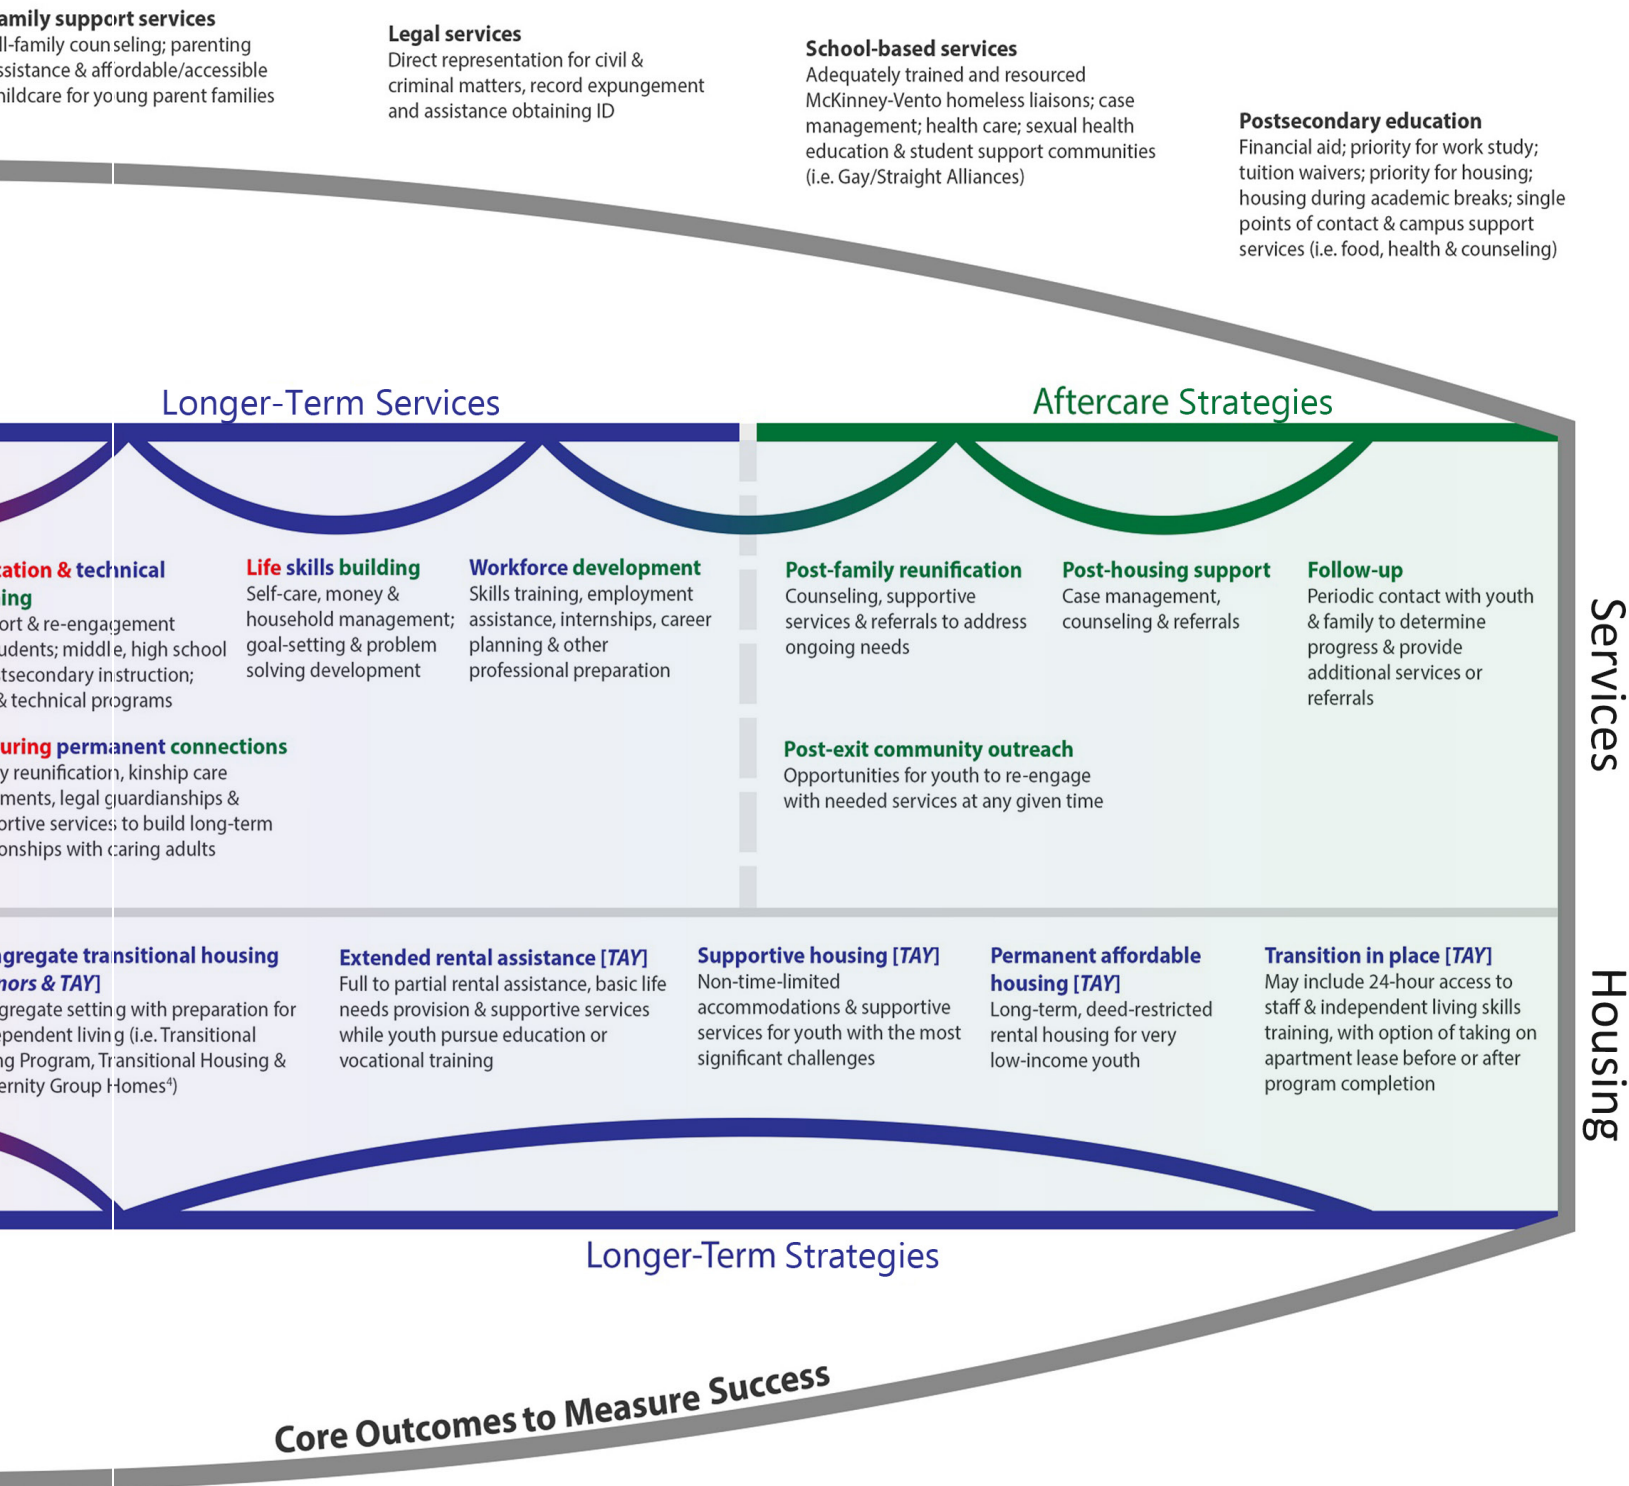 amily support services
ll-family counseling; parenting
ssistance & affordable/accessible
hildcare for young parent families
Legal services
Direct representation for civil &
criminal matters, record expungement
and assistance obtaining ID
School-based services
Adequately trained and resourced
McKinney-Vento homeless liaisons; case
management; health care; sexual health
education & student support communities
(i.e. Gay/Straight Alliances)
Postsecondary education
Financial aid; priority for work study;
tuition waivers; priority for housing;
housing during academic breaks; single
points of contact & campus support
services (i.e. food, health & counseling)
Longer-Term Services
Aftercare Strategies
cation & technical
ing
ort & re-engagement
udents; middle, high school
tsecondary instruction;
& technical programs
Life skills building
Self-care, money &
household management;
goal-setting & problem
solving development
Workforce development
Skills training, employment
assistance, internships, career
planning & other
professional preparation
Post-family reunification
Counseling, supportive
services & referrals to address
ongoing needs
Post-housing support
Case management,
counseling & referrals
Follow-up
Periodic contact with youth
& family to determine
progress & provide
additional services or
referrals
uring permanent connections
y reunification, kinship care
ments, legal guardianships &
ortive services to build long-term
onships with caring adults
Post-exit community outreach
Opportunities for youth to re-engage
with needed services at any given time
Services
gregate transitional housing
nors & TAY]
gregate setting with preparation for
ependent living (i.e. Transitional
ng Program, Transitional Housing &
ernity Group Homes4)
Extended rental assistance [TAY]
Full to partial rental assistance, basic life
needs provision & supportive services
while youth pursue education or
vocational training
Supportive housing [TAY]
Non-time-limited
accommodations & supportive
services for youth with the most
significant challenges
Permanent affordable
housing [TAY]
Long-term, deed-restricted
rental housing for very
low-income youth
Transition in place [TAY]
May include 24-hour access to
staff & independent living skills
training, with option of taking on
apartment lease before or after
program completion
Housing
Longer-Term Strategies
Core Outcomes to Measure Success